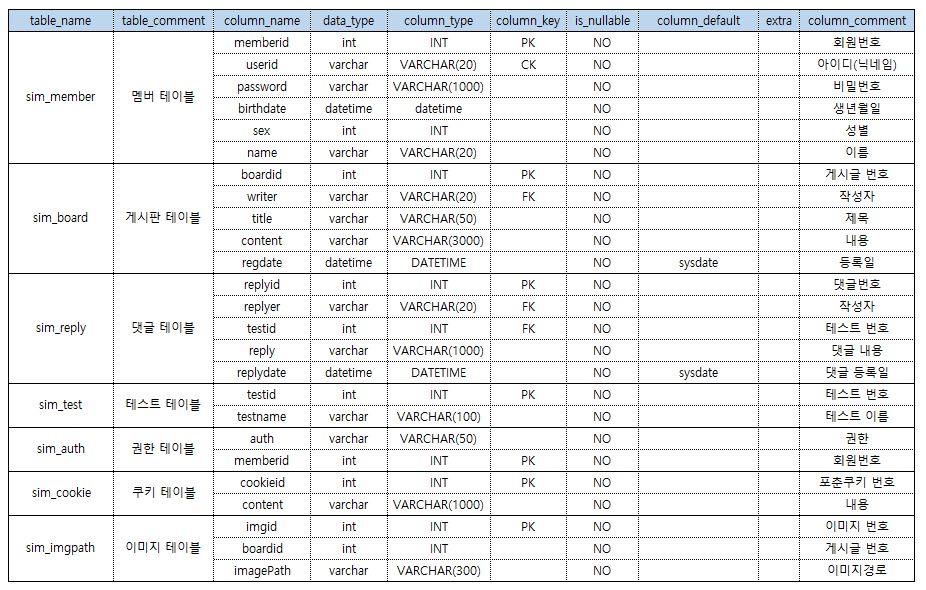 table_name table_comment column_name data_type column_type column_key is_nullable column_default extra column_comment
sim_member 멤버 테이블 memberid int INT PK NO 회원번호
userid varchar VARCHAR(20) CK NO 아이디(닉네임)
password varchar VARCHAR(1000) NO 비밀번호
birthdate datetime datetime NO 생년월일
sex int INT NO 성별
name varchar VARCHAR(20) NO 이름
sim_board 게시판 테이블 boardid int INT PK NO 게시글 번호
writer varchar VARCHAR(20) FK NO 작성자
title varchar VARCHAR(50) NO 제목
content varchar VARCHAR(3000) NO 내용
regdate datetime DATETIME NO sysdate 등록일
sim_reply 댓글 테이블 replyid int INT PK NO 댓글번호
replyer varchar VARCHAR(20) FK NO 작성자
testid int INT FK NO 테스트 번호
reply varchar VARCHAR(1000) NO 댓글 내용
replydate datetime DATETIME NO sysdate 댓글 등록일
sim_test 테스트 테이블 testid int INT PK NO 테스트 번호
testname varchar VARCHAR(100) NO 테스트 이름
sim_auth 권한 테이블 auth varchar VARCHAR(50) NO 권한
memberid int INT PK NO 회원번호
sim_cookie 쿠키 테이블 cookieid int INT PK NO 포춘쿠키 번호
content varchar VARCHAR(1000) NO 내용
sim_imgpath 이미지 테이블 imgid int INT PK NO 이미지 번호
boardid int INT NO 게시글 번호
imagePath varchar VARCHAR(300) NO 이미지경로